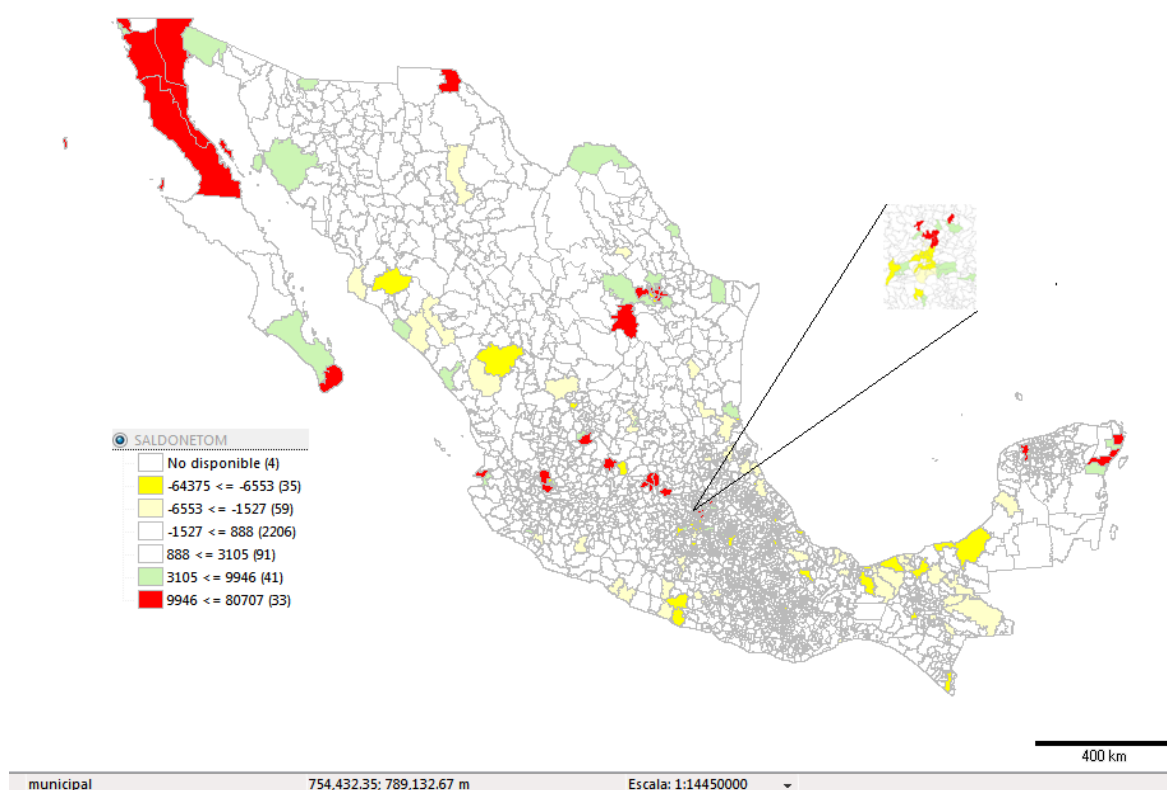 SALDONETOM
No disponible (4)
-64375 <= -6553 (35)
-6553 <= -1527 (59)
-1527 <= 888 (2206)
888 <= 3105 (91)
3105 <= 9946 (41)
9946 <= 80707 (33)
400 km
municipal 754,432.35; 789,132.67 m Escala: 1:14450000